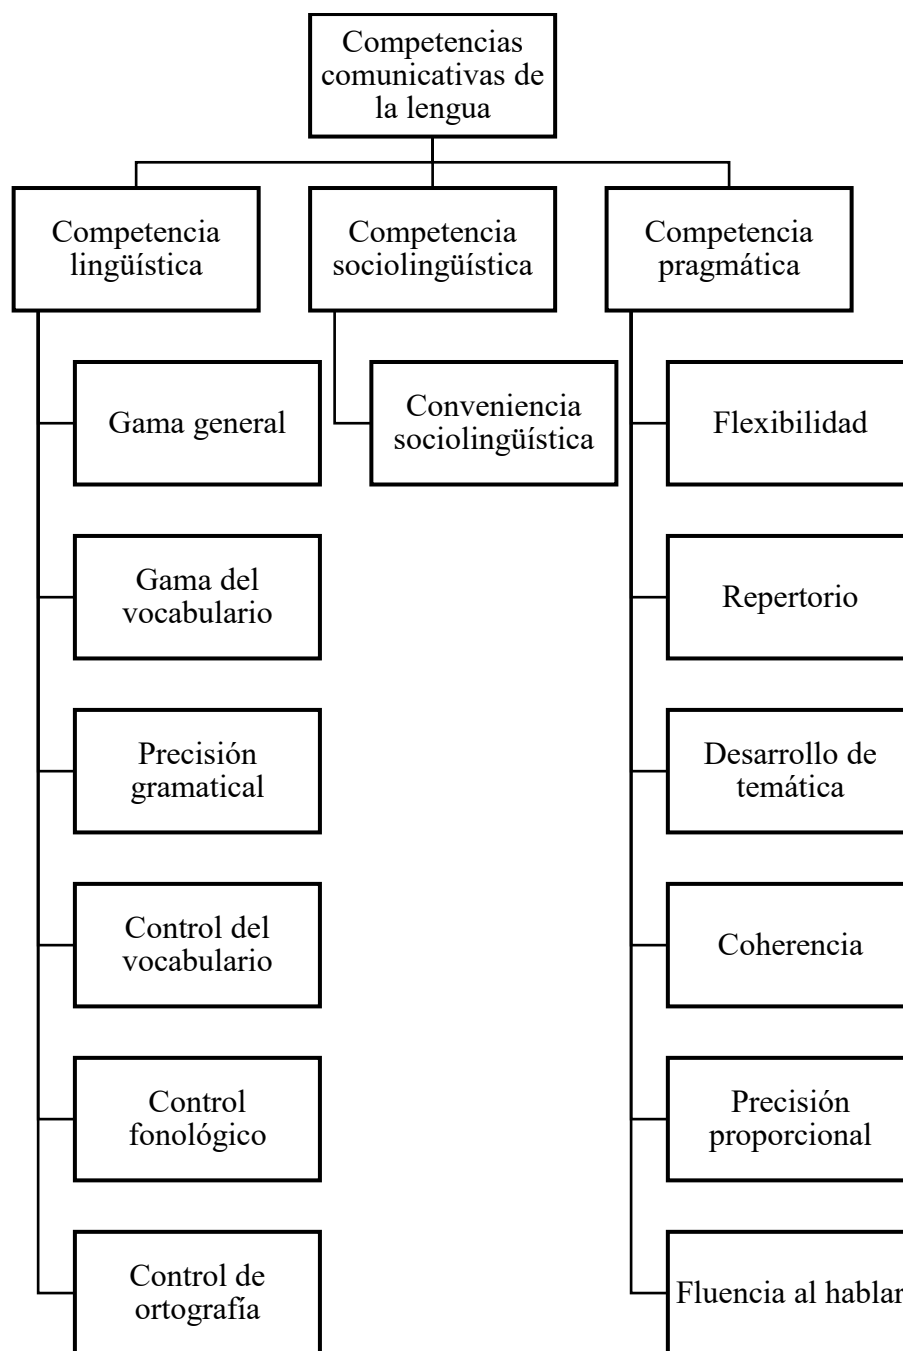 Competencias
comunicativas de
la lengua
Competencia
lingüística
Competencia
sociolingüística
Competencia
pragmática
Gama general
Gama del
vocabulario
Precisión
gramatical
Control del
vocabulario
Control
fonológico
Control de
ortografía
Conveniencia
sociolingüística
Flexibilidad
Repertorio
Desarrollo de
temática
Coherencia
Precisión
proporcional
Fluencia al hablar